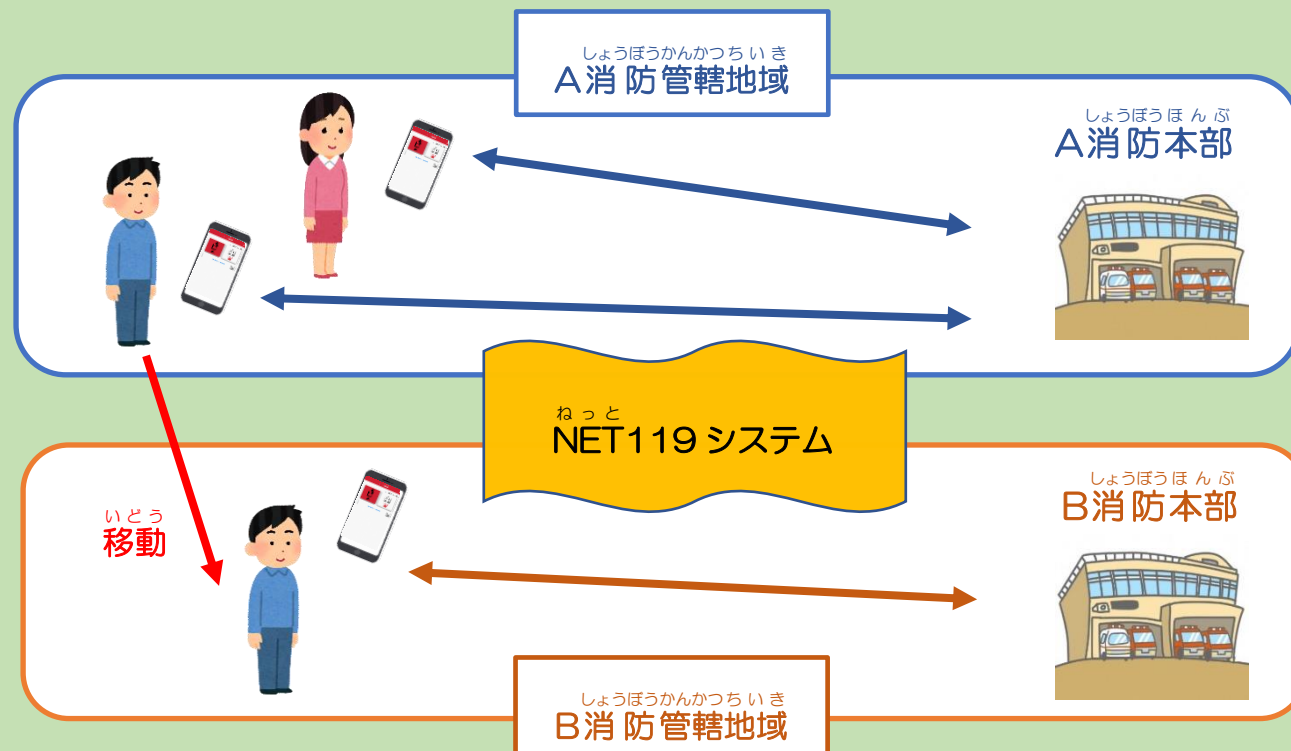 しょうぼうかんかつちいき
A消防管轄地域
しょうぼうほんぶ
A消防本部
ねっと
NET119システム
いどう
移動
しょうぼうほんぶ
B消防本部
しょうぼうかんかつちいき
B消防管轄地域